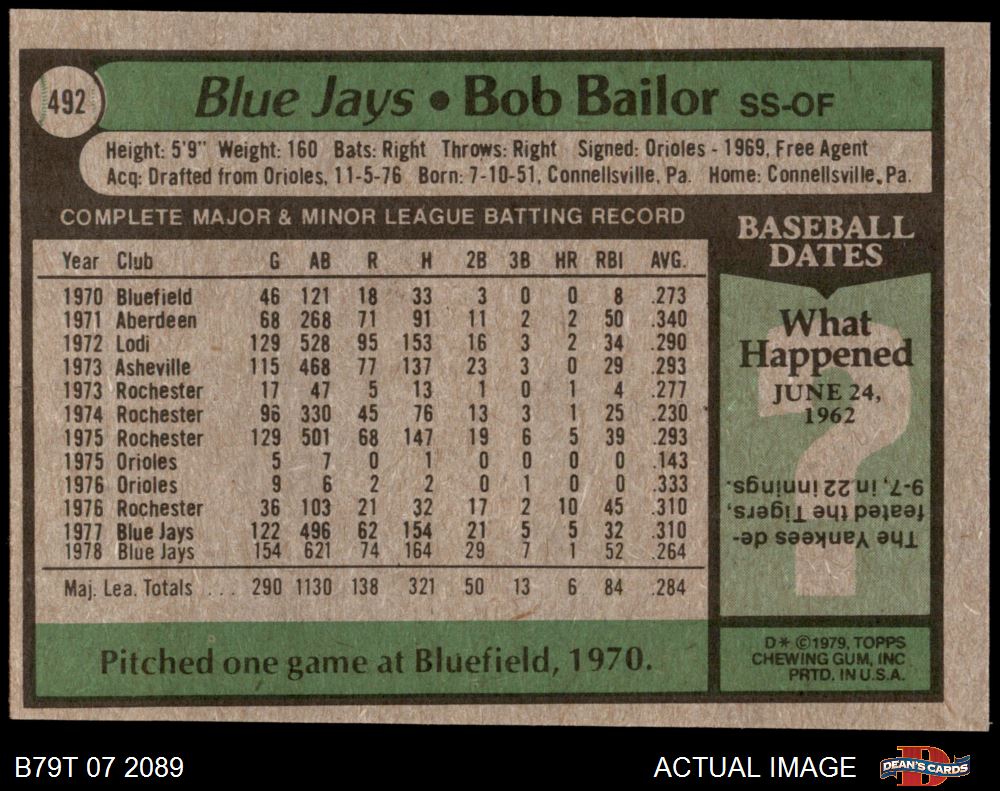 492
Blue Jays • Bob Bailor SS-OF
Height: 5'9" Weight: 160 Bats: Right Throws: Right Signed: Orioles - 1969, Free Agent
Acq: Drafted from Orioles, 11-5-76 Born: 7-10-51, Connellsville, Pa. Home: Connellsville, Pa.
COMPLETE MAJOR & MINOR LEAGUE BATTING RECORD
Year Club G AB R H 2B 3B HR RBI AVG.
1970 Bluefield 46 121 18 33 3 0 0 8 .273
1971 Aberdeen 68 268 71 91 11 2 2 50 .340
1972 Lodi 129 528 95 153 16 3 2 34 .290
1973 Asheville 115 468 77 137 23 3 0 29 .293
1973 Rochester 17 47 5 13 1 0 1 4 .277
1974 Rochester 96 330 45 76 13 3 1 25 .230
1975 Rochester 129 501 68 147 19 6 5 39 .293
1975 Orioles 5 7 0 1 0 0 0 0 .143
1976 Orioles 9 6 2 2 0 1 0 0 .333
1976 Rochester 36 103 21 32 17 2 10 45 .310
1977 Blue Jays 122 496 62 154 21 5 5 32 .310
1978 Blue Jays 154 621 74 164 29 7 1 52 .264
Maj. Lea. Totals . . . 290 1130 138 321 50 13 6 84 .284
Pitched one game at Bluefield, 1970.
BASEBALL
DATES
What
Happened
JUNE 24,
1962
The Yankees de-
feated the Tigers,
9-7, in 22 innings.
D* ©1979, TOPPS
CHEWING GUM, INC
PRTD. IN U.S.A.
B79T 07 2089
ACTUAL IMAGE
D
DEAN'S CARDS